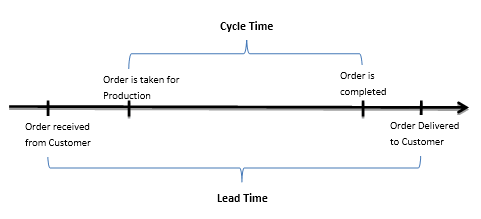 Cycle Time
Order is taken for
Production
Order is
completed
Order received
from Customer
Order Delivered
to Customer
Lead Time